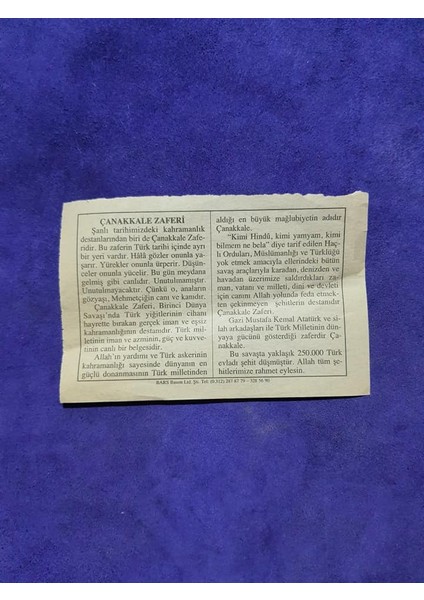 ÇANAKKALE ZAFERİ
Şanlı tarihimizdeki kahramanlık
destanlarından biri de Çanakkale Zafe-
ridir. Bu zaferin Türk tarihi içinde ayrı
bir yeri vardır. Hâlâ gözler onunla ya-
şarır. Yürekler onunla ürperir. Düşün-
celer onunla yücelir. Bu gün meydana
gelmiş gibi canlıdır. Unutulmamıştır.
Unutulmayacaktır. Çünkü o, anaların
gözyaşı, Mehmetçiğin canı ve kanıdır.
Çanakkale Zaferi, Birinci Dünya
Savaşı'nda Türk yiğitlerinin cihanı
hayrette bırakan gerçek iman ve eşsiz
kahramanlığının destanıdır. Türk mil-
letinin iman ve azminin, güç ve kuvve-
tinin canlı bir belgesidir.
Allah'ın yardımı ve Türk askerinin
kahramanlığı sayesinde dünyanın en
güçlü donanmasının Türk milletinden
aldığı en büyük mağlubiyetin adıdır
Çanakkale.
"Kimi Hindû, kimi yamyam, kimi
bilmem ne bela" diye tarif edilen Haç-
lı Orduları, Müslümanlığı ve Türklüğü
yok etmek amacıyla ellerindeki bütün
savaş araçlarıyla karadan, denizden ve
havadan üzerimize saldırdıkları za-
man, vatanı ve milleti, dini ve devleti
için canını Allah yolunda feda etmek-
ten çekinmeyen şehitlerin destanıdır
Çanakkale Zaferi.
Gazi Mustafa Kemal Atatürk ve si-
lah arkadaşları ile Türk Milletinin dün-
yaya gücünü gösterdiği zaferdir Ça-
nakkale.
Bu savaşta yaklaşık 250.000 Türk
evladı şehit düşmüştür. Allah tüm şe-
hitlerimize rahmet eylesin.